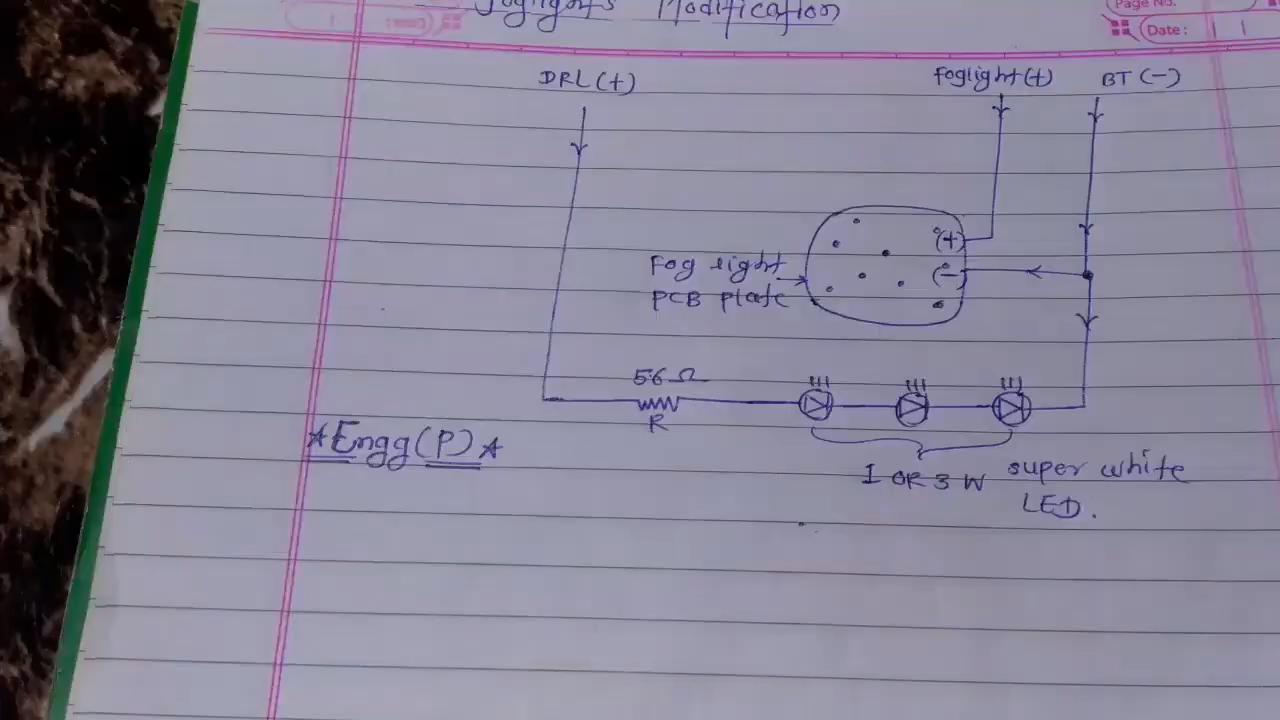 Foglights Modification
Page No.
Date:
DRL (+)
Foglight (+)
BT (-)
(+)
(-)
Fog light
PCB plate
56 Ω
R
Engg (P)
1 OR 3 W super white
LED.